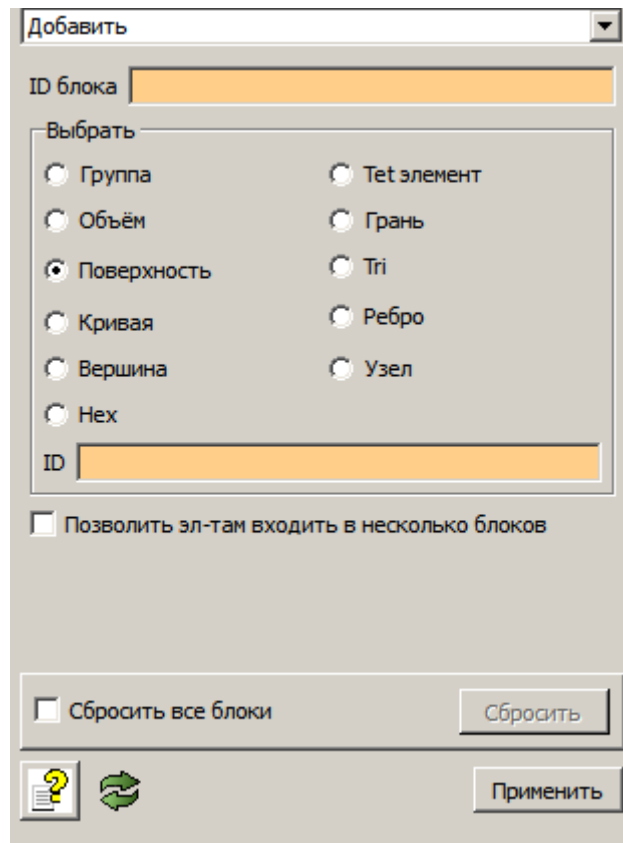 Добавить
ID блока
Выбрать
Группа
Tet элемент
Объём
Грань
Поверхность
Tri
Кривая
Ребро
Вершина
Узел
Hex
ID
Позволить эл-там входить в несколько блоков
Сбросить все блоки
Сбросить
Применить